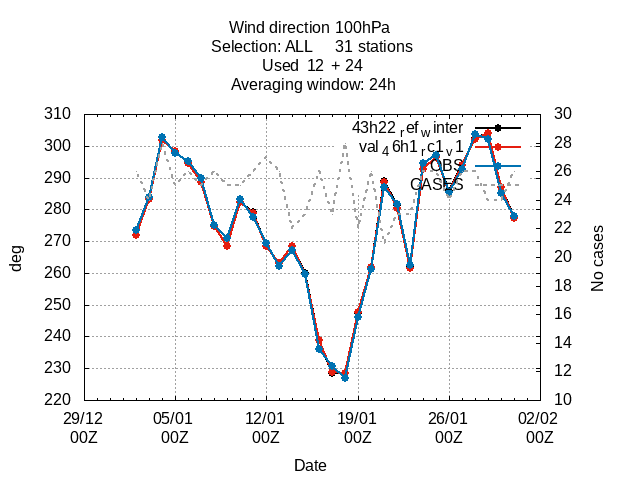 Wind direction 100hPa
Selection: ALL 31 stations
Used 12 + 24
Averaging window: 24h
310 30
43h22refwinter
300 28
val46h1rc1v1
OBS
290 26
CASES
280 24
270 22
260 20
250 18
240 16
230 14
220 12
10
deg
No cases
29/12 05/01 12/01 19/01 26/01 02/02
00Z 00Z 00Z 00Z 00Z 00Z
Date